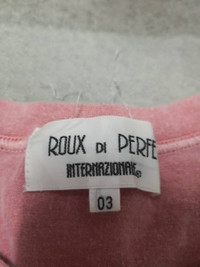 ROUX DI PERFE
INTERNAZIONALE
03